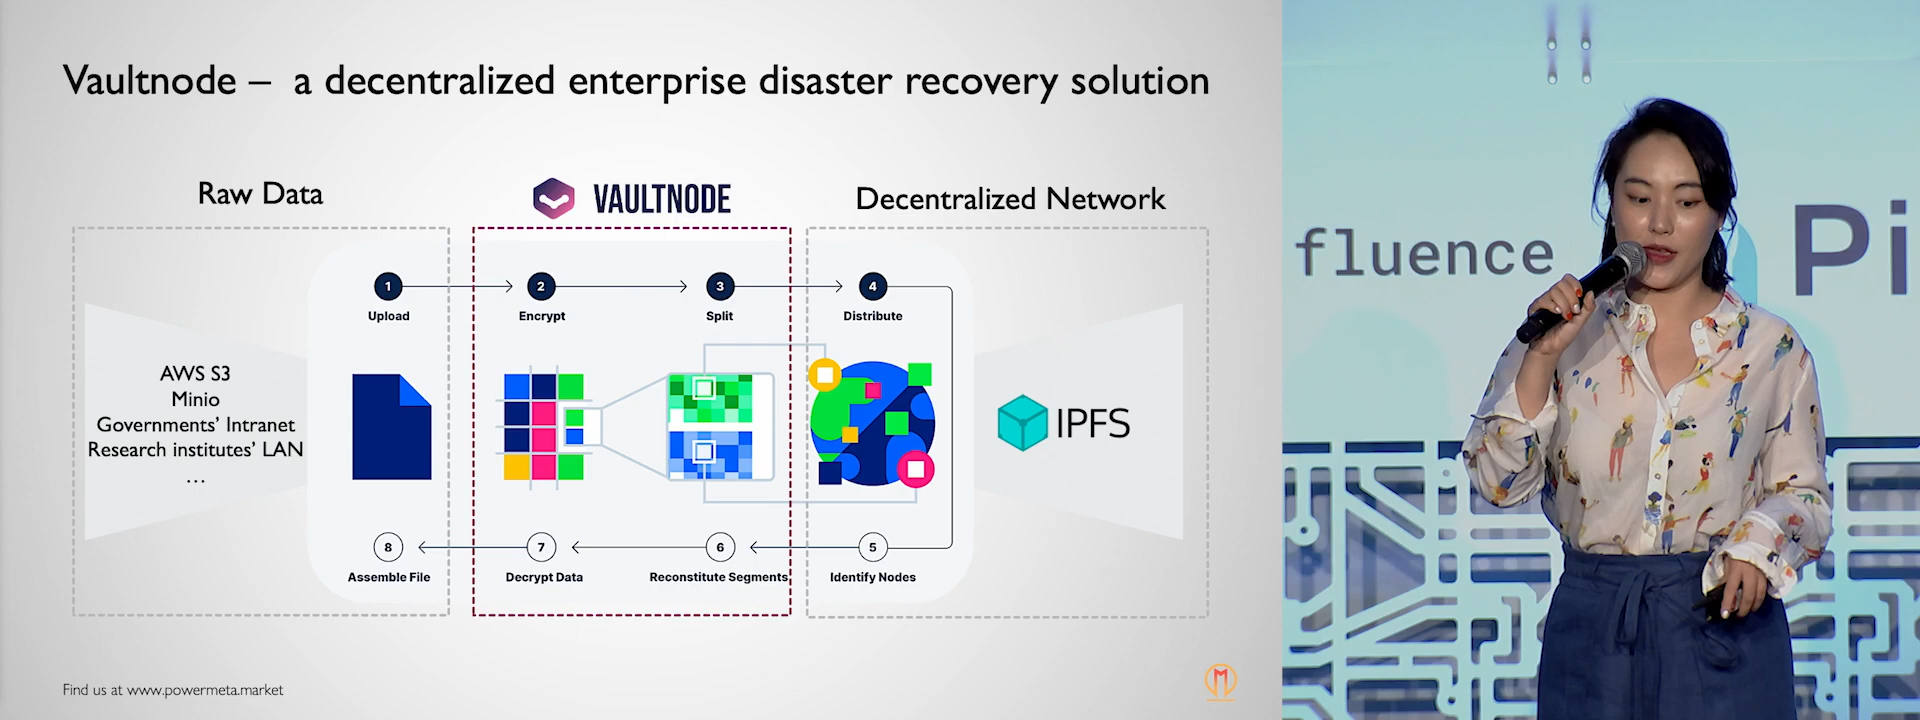 Vaultnode – a decentralized enterprise disaster recovery solution
Raw Data
VAULTNODE
Decentralized Network
1
2
3
4
Upload
Encrypt
Split
Distribute
AWS S3
Minio
Governments' Intranet
Research institutes' LAN
...
IPFS
8
7
6
5
Assemble File
Decrypt Data
Reconstitute Segments
Identify Nodes
Find us at www.powermeta.market
M
fluence
Pi